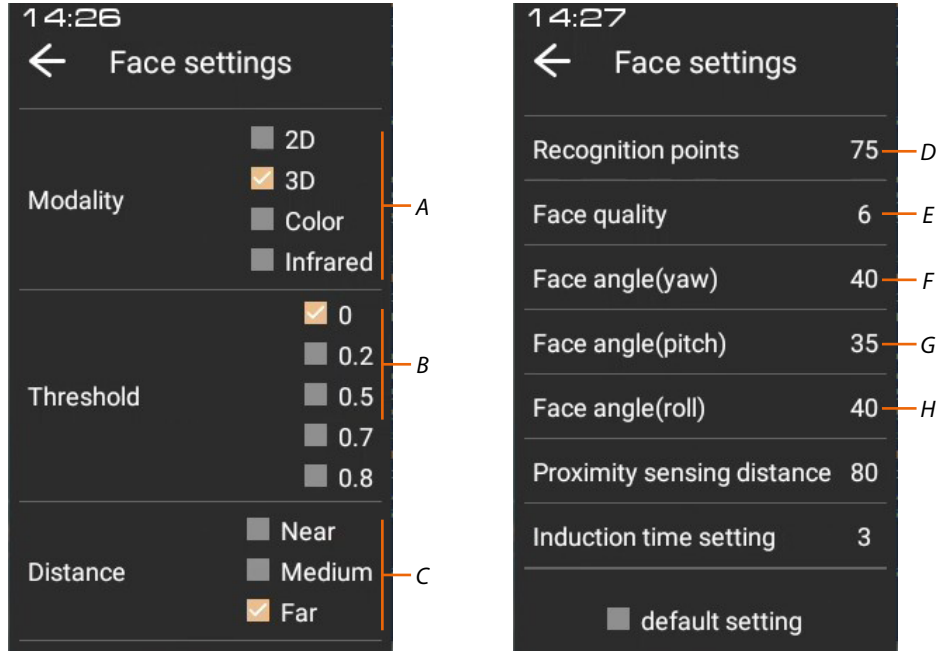 14:26
Face settings
Modality
2D
3D
Color
Infrared
A
Threshold
0
0.2
0.5
0.7
0.8
B
Distance
Near
Medium
Far
C
14:27
Face settings
Recognition points 75 D
Face quality 6 E
Face angle(yaw) 40 F
Face angle(pitch) 35 G
Face angle(roll) 40 H
Proximity sensing distance 80
Induction time setting 3
default setting